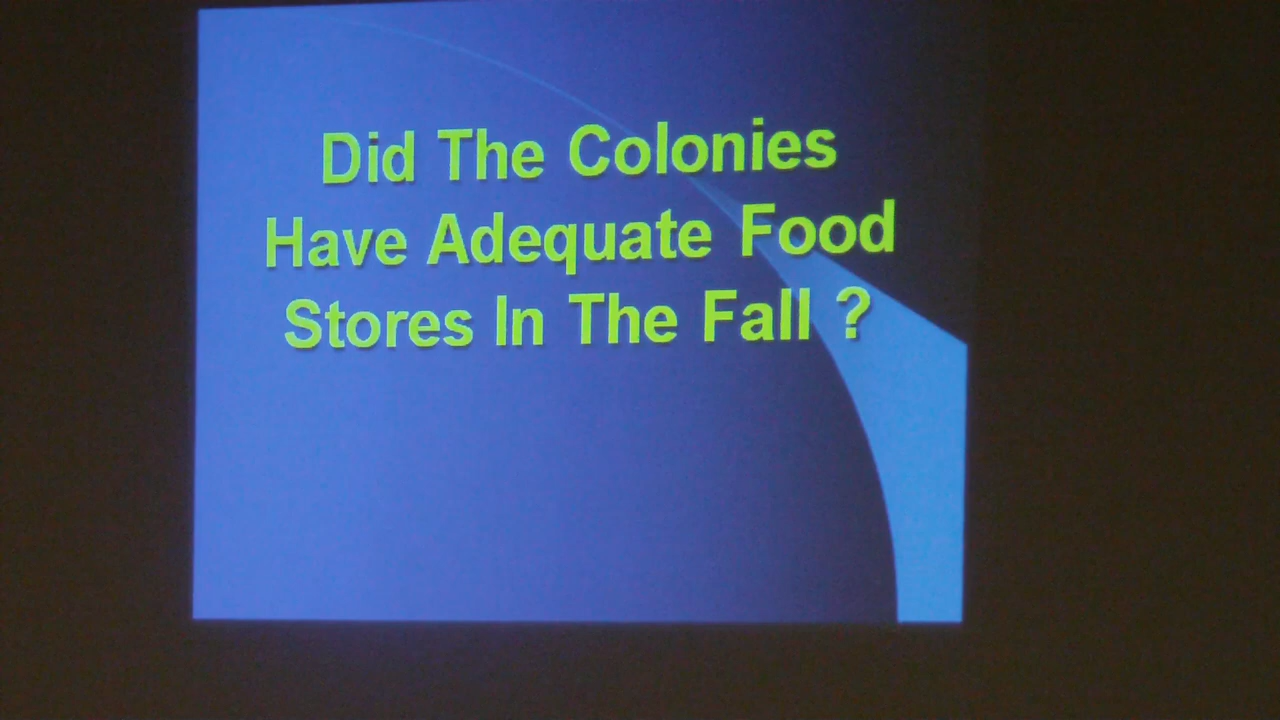 Did The Colonies
Have Adequate Food
Stores In The Fall ?